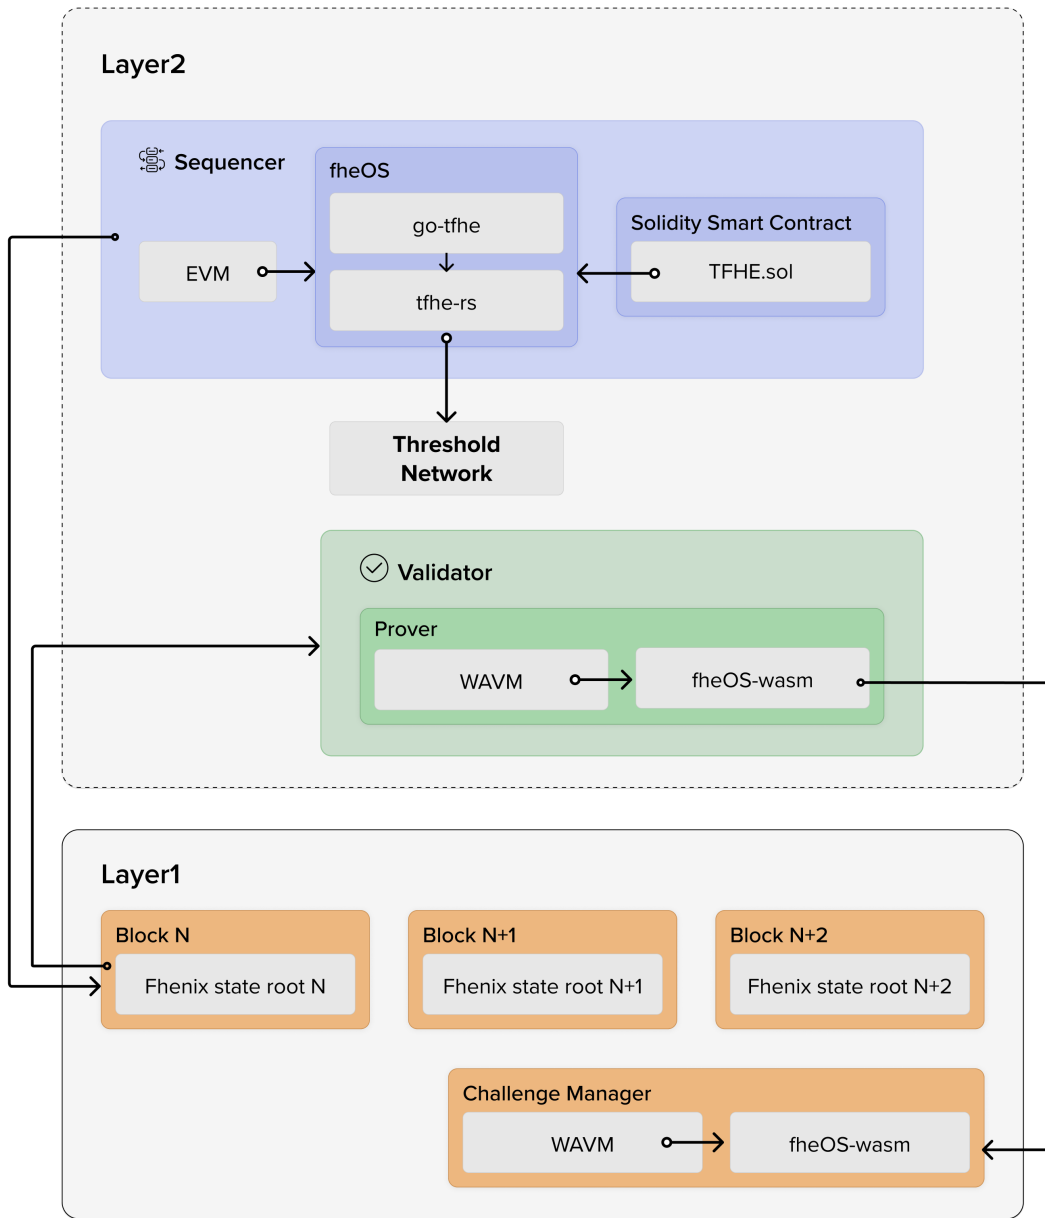 Layer2
Sequencer
fheOS
go-tfhe
tfhe-rs
EVM
Solidity Smart Contract
TFHE.sol
Threshold
Network
Validator
Prover
WAVM
fheOS-wasm
Layer1
Block N
Fhenix state root N
Block N+1
Fhenix state root N+1
Block N+2
Fhenix state root N+2
Challenge Manager
WAVM
fheOS-wasm